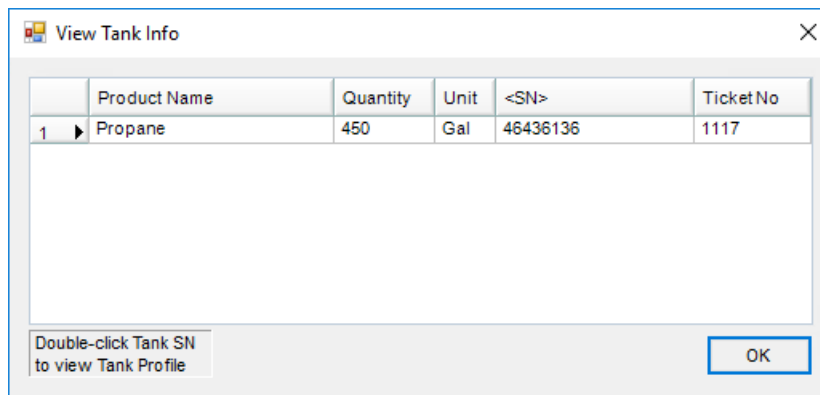 View Tank Info
Product Name Quantity Unit <SN> Ticket No
1 Propane 450 Gal 46436136 1117
Double-click Tank SN
to view Tank Profile
OK